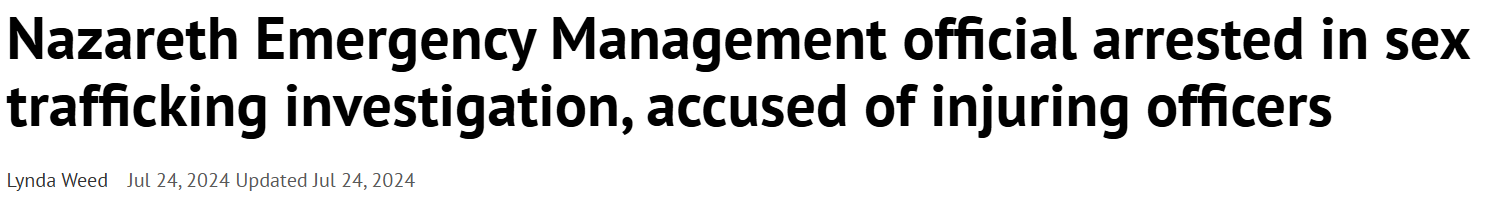 Nazareth Emergency Management official arrested in sex
trafficking investigation, accused of injuring officers
Lynda Weed Jul 24, 2024 Updated Jul 24, 2024